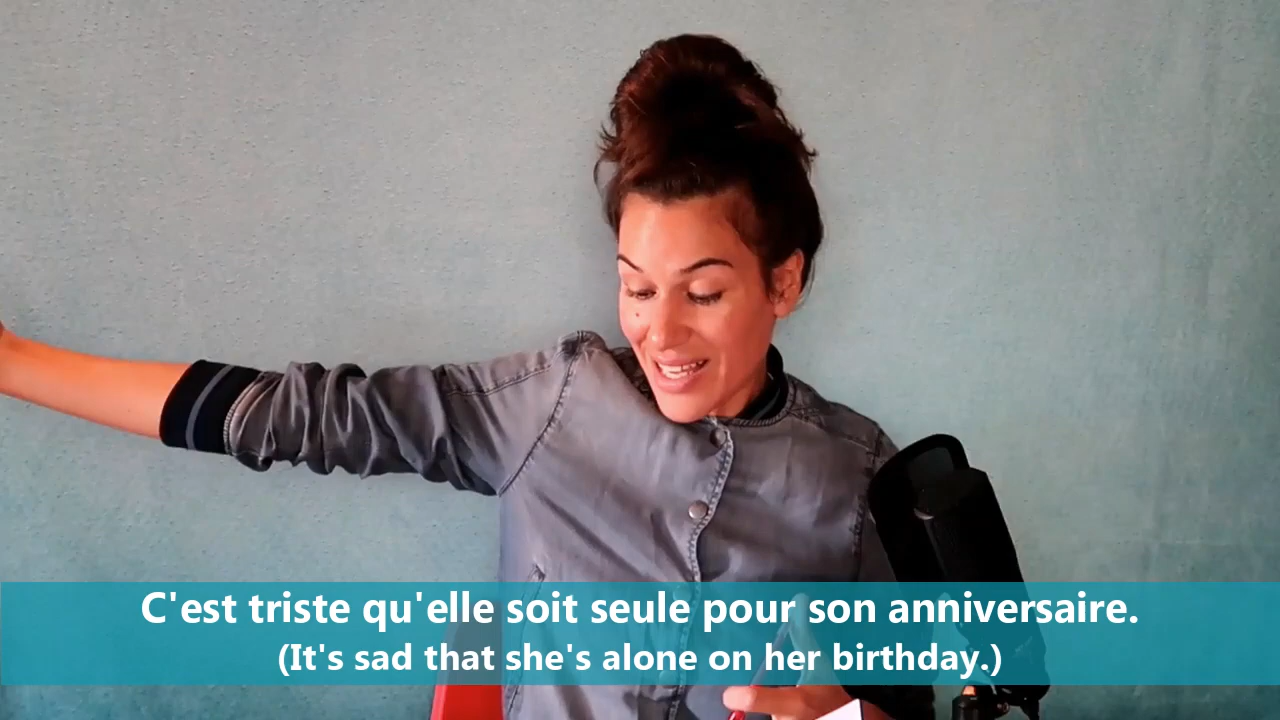 C'est triste qu'elle soit seule pour son anniversaire.
(It's sad that she's alone on her birthday.)